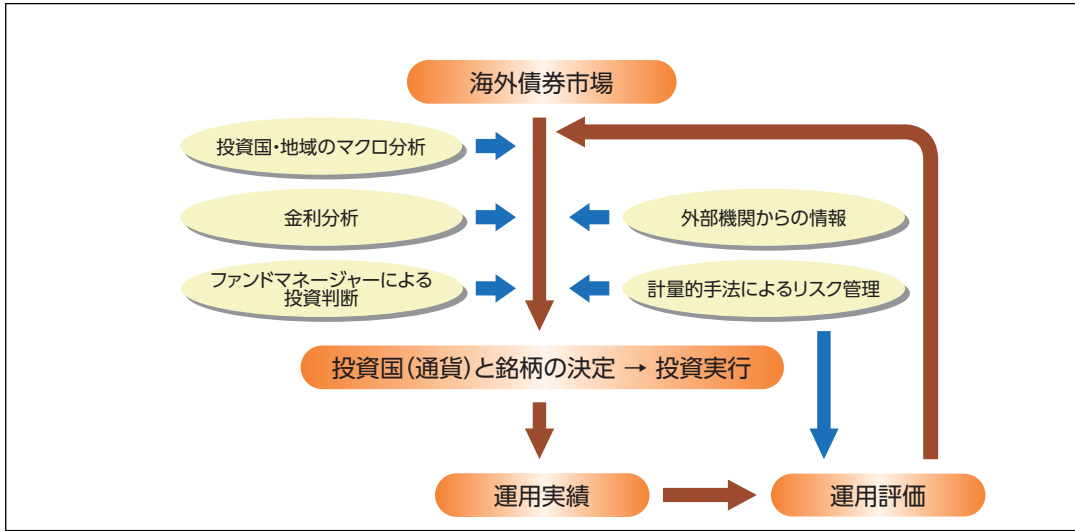 海外債券市場
投資国・地域のマクロ分析
金利分析
外部機関からの情報
ファンドマネージャーによる
投資判断
計量的手法によるリスク管理
投資国(通貨)と銘柄の決定 → 投資実行
運用実績
運用評価